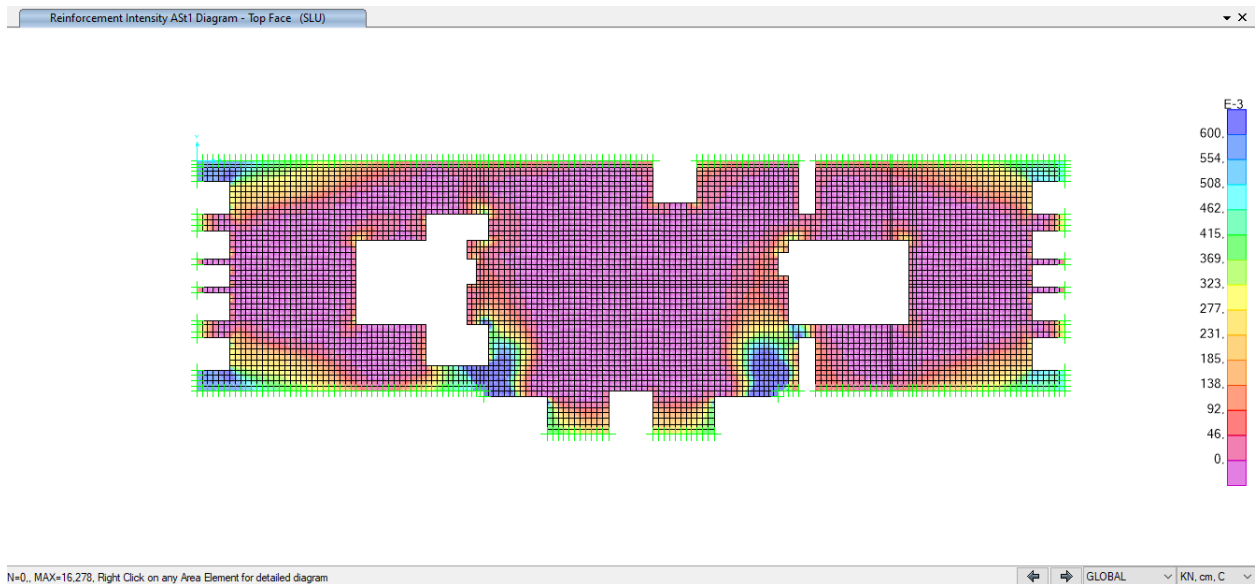 Reinforcement Intensity ASt1 Diagram - Top Face (SLU)
E-3
600,
554,
508,
462,
415,
369,
323,
277,
231,
185,
138,
92,
46,
0,
N=0,, MAX=16,278, Right Click on any Area Element for detailed diagram
GLOBAL
KN, cm, C